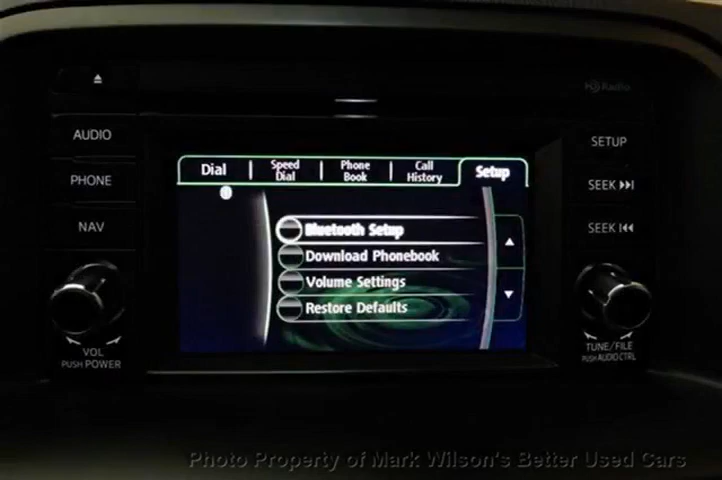 HD Radio
AUDIO
PHONE
NAV
VOL
PUSH POWER
Dial
Speed
Dial
Phone
Book
Call
History
Setup
Bluetooth Setup
Download Phonebook
Volume Settings
Restore Defaults
SETUP
SEEK
SEEK
TUNE/FILE
PUSH AUDIO CTRL
Photo Property of Mark Wilson's Better Used Cars